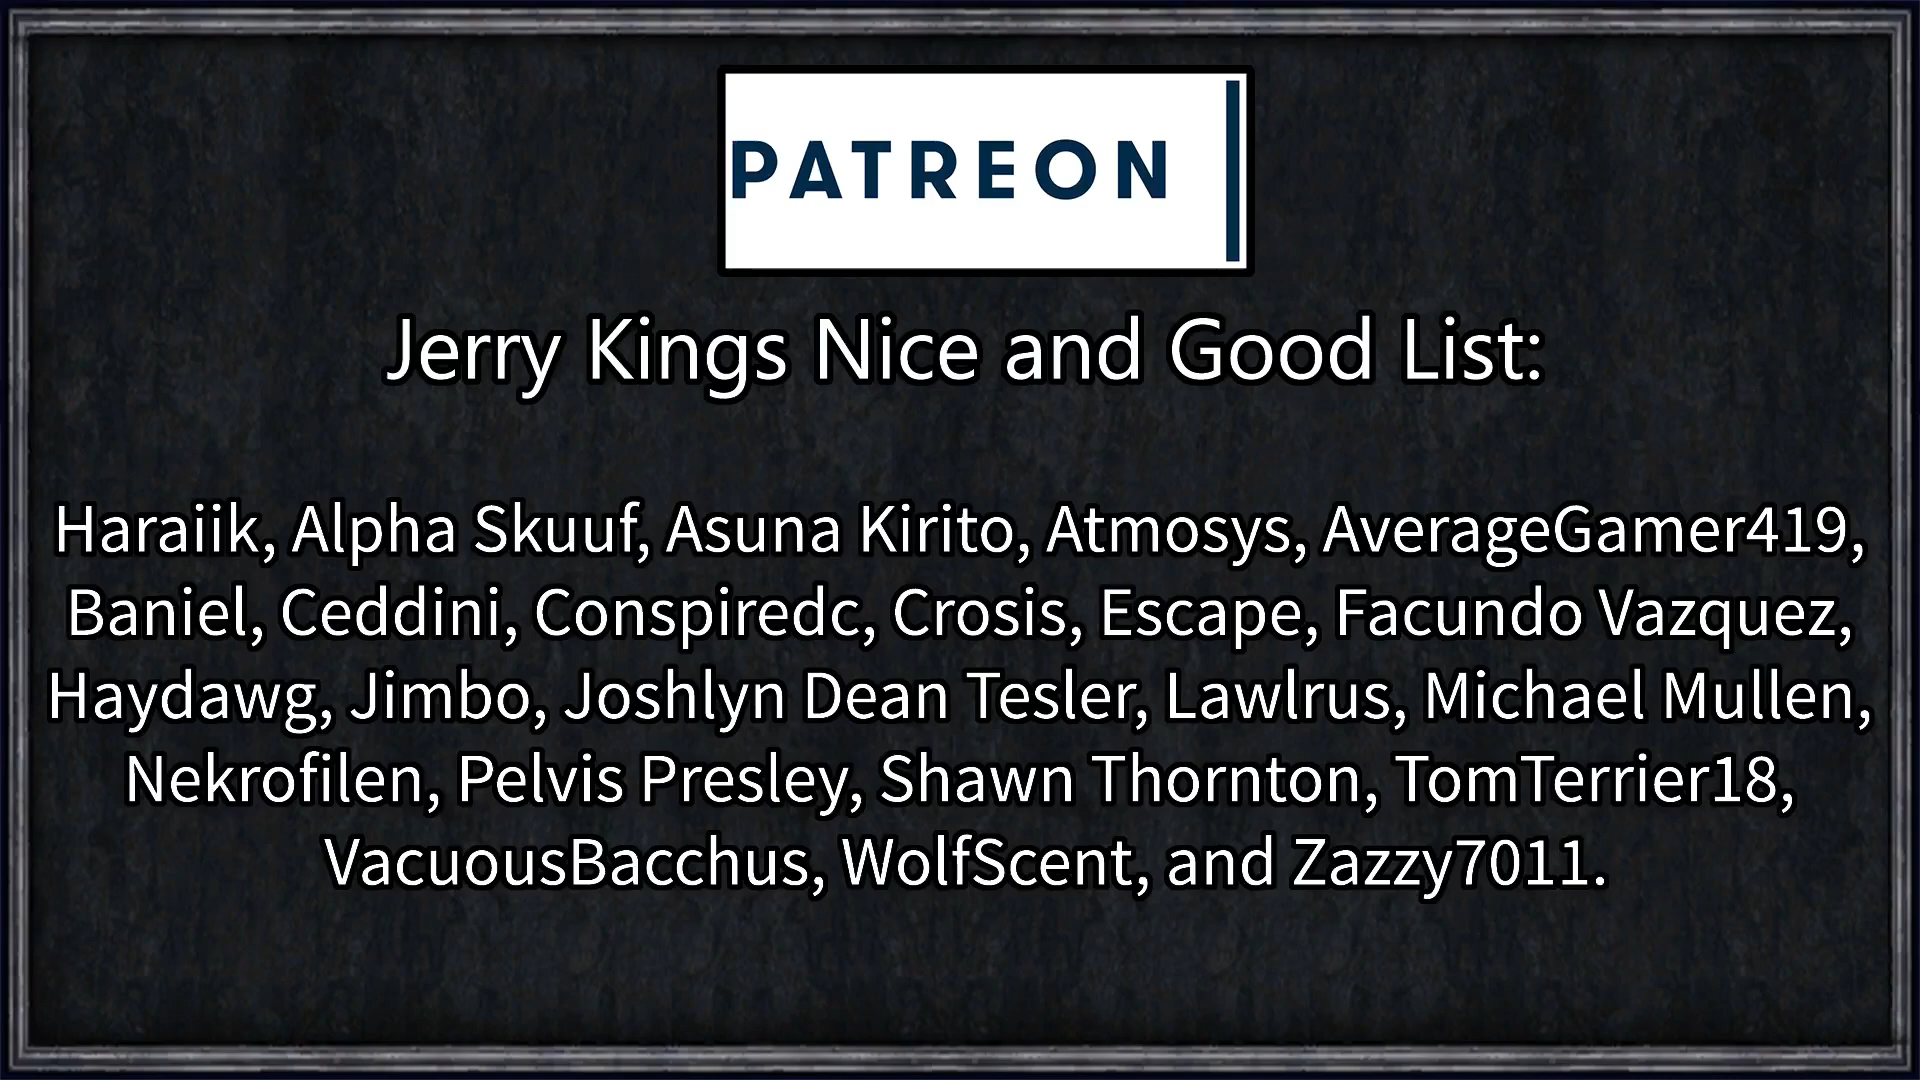 PATREON
Jerry Kings Nice and Good List:
Haraiik, Alpha Skuuf, Asuna Kirito, Atmosys, AverageGamer419,
Baniel, Ceddini, Conspiredc, Crosis, Escape, Facundo Vazquez,
Haydawg, Jimbo, Joshlyn Dean Tesler, Lawlrus, Michael Mullen,
Nekrofilen, Pelvis Presley, Shawn Thornton, TomTerrier18,
VacuousBacchus, WolfScent, and Zazzy7011.